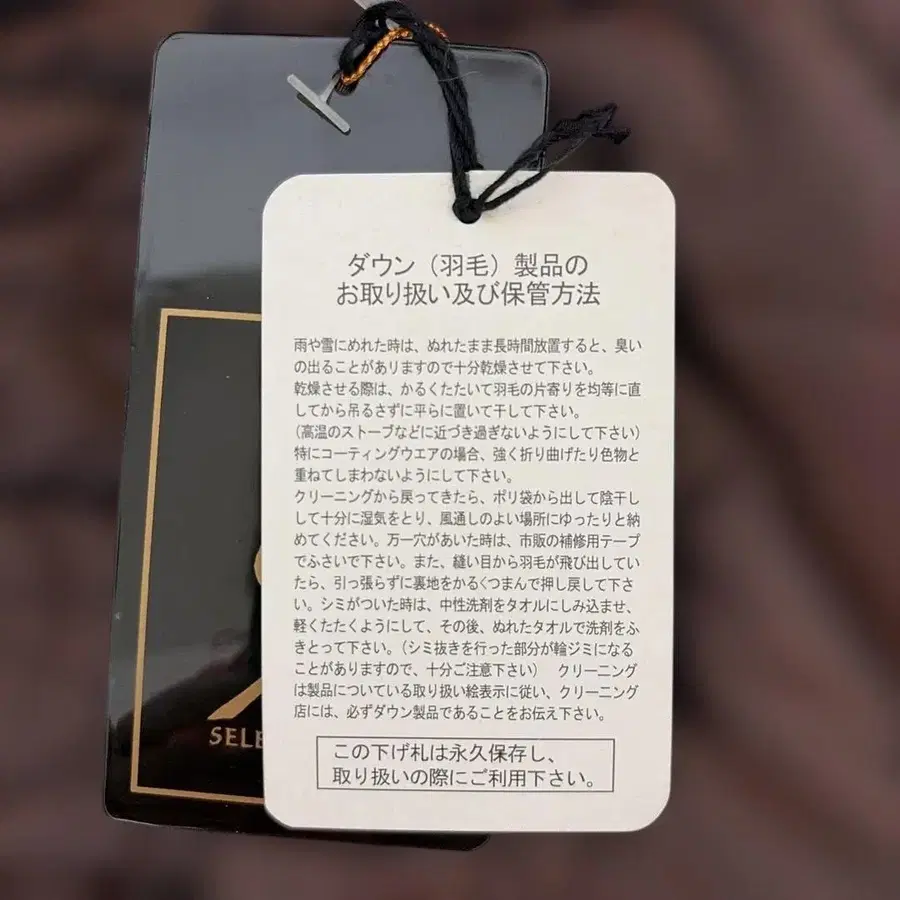 ダウン（羽毛）製品の
お取り扱い及び保管方法
雨や雪にめれた時は、ぬれたまま長時間放置すると、臭い
の出ることがありますので十分乾燥させて下さい。
乾燥させる際は、かるくたたいて羽毛の片寄りを均等に直
してから吊るさずに平らに置いて干して下さい。
（高温のストーブなどに近づき過ぎないようにして下さい）
特にコーティングウエアの場合、強く折り曲げたり色物と
重ねてしまわないようにして下さい。
クリーニングから戻ってきたら、ポリ袋から出して陰干し
して十分に湿気をとり、風通しのよい場所にゆったりと納
めてください。万一穴があいた時は、市販の補修用テープ
でふさいで下さい。また、縫い目から羽毛が飛び出してい
たら、引っ張らずに裏地をかるくつまんで押し戻して下さ
い。シミがついた時は、中性洗剤をタオルにしみ込ませ、
軽くたたくようにして、その後、ぬれたタオルで洗剤をふ
きとって下さい。（シミ抜きを行った部分が輪ジミになる
ことがありますので、十分ご注意下さい）　クリーニング
は製品についている取り扱い絵表示に従い、クリーニング
店には、必ずダウン製品であることをお伝え下さい。
この下げ札は永久保存し、
取り扱いの際にご利用下さい。